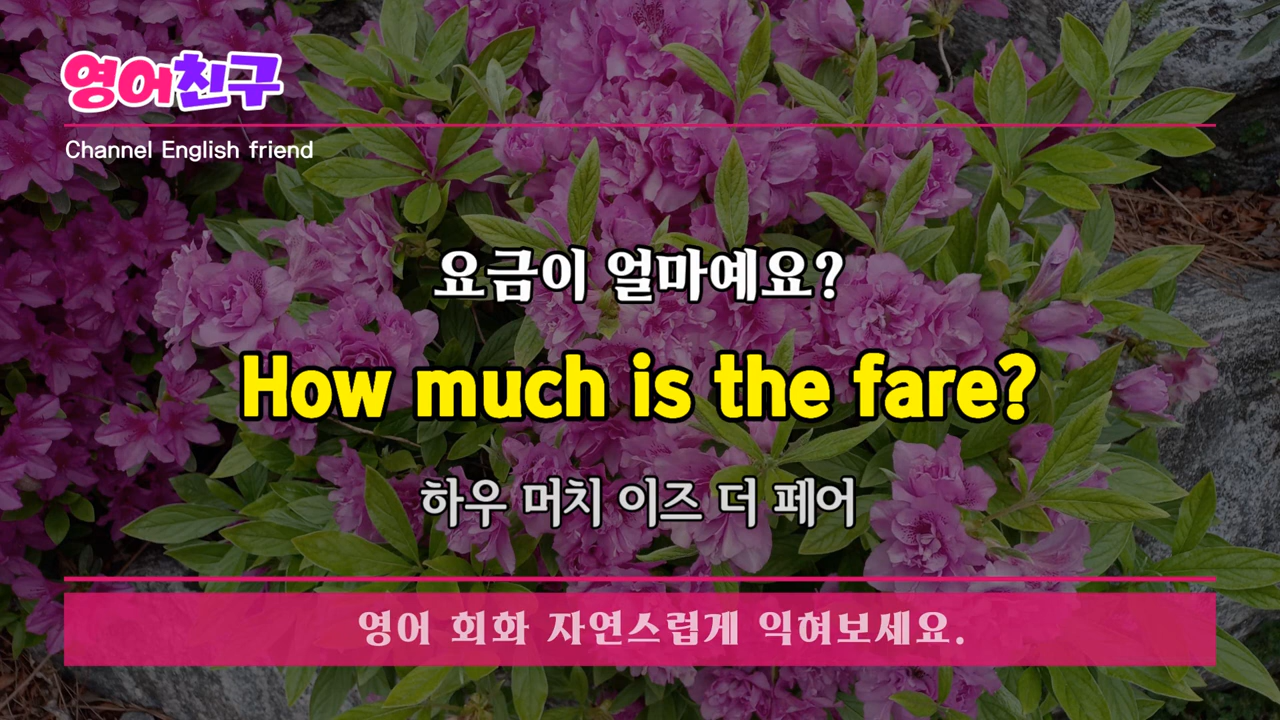 영어친구
Channel English friend
요금이 얼마예요?
How much is the fare?
하우 머치 이즈 더 페어
영어 회화 자연스럽게 익혀보세요.